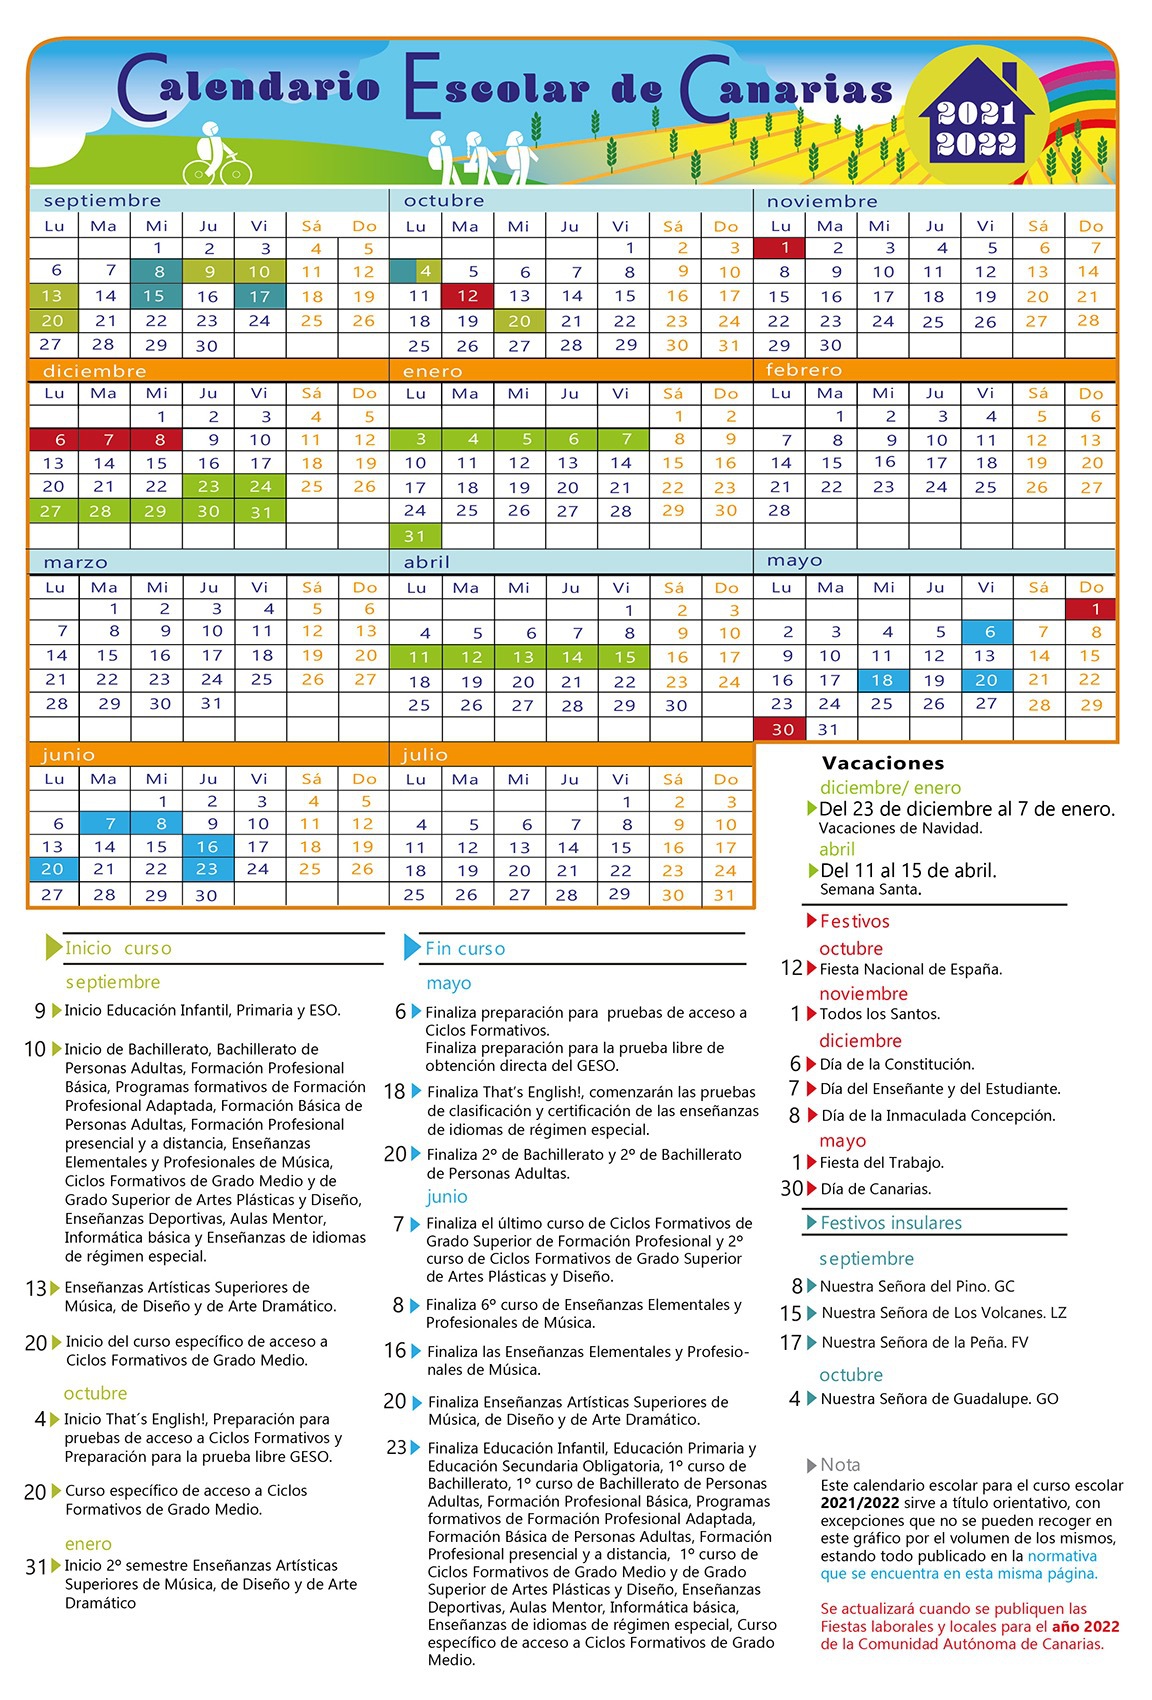 Calendario Escolar de Canarias
2021
2022
septiembre
Lu Ma Mi Ju Vi Sá Do
1 2 3 4 5
6 7 8 9 10 11 12
13 14 15 16 17 18 19
20 21 22 23 24 25 26
27 28 29 30
octubre
Lu Ma Mi Ju Vi Sá Do
1 2 3
4 5 6 7 8 9 10
11 12 13 14 15 16 17
18 19 20 21 22 23 24
25 26 27 28 29 30 31
noviembre
Lu Ma Mi Ju Vi Sá Do
1 2 3 4 5 6 7
8 9 10 11 12 13 14
15 16 17 18 19 20 21
22 23 24 25 26 27 28
29 30
diciembre
Lu Ma Mi Ju Vi Sá Do
1 2 3 4 5
6 7 8 9 10 11 12
13 14 15 16 17 18 19
20 21 22 23 24 25 26
27 28 29 30 31
enero
Lu Ma Mi Ju Vi Sá Do
1 2
3 4 5 6 7 8 9
10 11 12 13 14 15 16
17 18 19 20 21 22 23
24 25 26 27 28 29 30
31
febrero
Lu Ma Mi Ju Vi Sá Do
1 2 3 4 5 6
7 8 9 10 11 12 13
14 15 16 17 18 19 20
21 22 23 24 25 26 27
28
marzo
Lu Ma Mi Ju Vi Sá Do
1 2 3 4 5 6
7 8 9 10 11 12 13
14 15 16 17 18 19 20
21 22 23 24 25 26 27
28 29 30 31
abril
Lu Ma Mi Ju Vi Sá Do
1 2 3
4 5 6 7 8 9 10
11 12 13 14 15 16 17
18 19 20 21 22 23 24
25 26 27 28 29 30
mayo
Lu Ma Mi Ju Vi Sá Do
1
2 3 4 5 6 7 8
9 10 11 12 13 14 15
16 17 18 19 20 21 22
23 24 25 26 27 28 29
30 31
junio
Lu Ma Mi Ju Vi Sá Do
1 2 3 4 5
6 7 8 9 10 11 12
13 14 15 16 17 18 19
20 21 22 23 24 25 26
27 28 29 30
julio
Lu Ma Mi Ju Vi Sá Do
1 2 3
4 5 6 7 8 9 10
11 12 13 14 15 16 17
18 19 20 21 22 23 24
25 26 27 28 29 30 31
Inicio curso
septiembre
9 Inicio Educación Infantil, Primaria y ESO.
10 Inicio de Bachillerato, Bachillerato de
Personas Adultas, Formación Profesional
Básica, Programas formativos de Formación
Profesional Adaptada, Formación Básica de
Personas Adultas, Formación Profesional
presencial y a distancia, Enseñanzas
Elementales y Profesionales de Música,
Ciclos Formativos de Grado Medio y de
Grado Superior de Artes Plásticas y Diseño,
Enseñanzas Deportivas, Aulas Mentor,
Informática básica y Enseñanzas de idiomas
de régimen especial.
13 Enseñanzas Artísticas Superiores de
Música, de Diseño y de Arte Dramático.
20 Inicio del curso específico de acceso a
Ciclos Formativos de Grado Medio.
octubre
4 Inicio That´s English!, Preparación para
pruebas de acceso a Ciclos Formativos y
Preparación para la prueba libre GESO.
20 Curso específico de acceso a Ciclos
Formativos de Grado Medio.
enero
31 Inicio 2º semestre Enseñanzas Artísticas
Superiores de Música, de Diseño y de Arte
Dramático
Fin curso
mayo
6 Finaliza preparación para pruebas de acceso a
Ciclos Formativos.
Finaliza preparación para la prueba libre de
obtención directa del GESO.
18 Finaliza That's English!, comenzarán las pruebas
de clasificación y certificación de las enseñanzas
de idiomas de régimen especial.
20 Finaliza 2º de Bachillerato y 2º de Bachillerato
de Personas Adultas.
junio
7 Finaliza el último curso de Ciclos Formativos de
Grado Superior de Formación Profesional y 2º
curso de Ciclos Formativos de Grado Superior
de Artes Plásticas y Diseño.
8 Finaliza 6º curso de Enseñanzas Elementales y
Profesionales de Música.
16 Finaliza las Enseñanzas Elementales y Profesio-
nales de Música.
20 Finaliza Enseñanzas Artísticas Superiores de
Música, de Diseño y de Arte Dramático.
23 Finaliza Educación Infantil, Educación Primaria y
Educación Secundaria Obligatoria, 1º curso de
Bachillerato, 1º curso de Bachillerato de Personas
Adultas, Formación Profesional Básica, Programas
formativos de Formación Profesional Adaptada,
Formación Básica de Personas Adultas, Formación
Profesional presencial y a distancia, 1º curso de
Ciclos Formativos de Grado Medio y de Grado
Superior de Artes Plásticas y Diseño, Enseñanzas
Deportivas, Aulas Mentor, Informática básica,
Enseñanzas de idiomas de régimen especial, Curso
específico de acceso a Ciclos Formativos de Grado
Medio.
Vacaciones
diciembre/ enero
Del 23 de diciembre al 7 de enero.
Vacaciones de Navidad.
abril
Del 11 al 15 de abril.
Semana Santa.
Festivos
octubre
12 Fiesta Nacional de España.
noviembre
1 Todos los Santos.
diciembre
6 Día de la Constitución.
7 Día del Enseñante y del Estudiante.
8 Día de la Inmaculada Concepción.
mayo
1 Fiesta del Trabajo.
30 Día de Canarias.
Festivos insulares
septiembre
8 Nuestra Señora del Pino. GC
15 Nuestra Señora de Los Volcanes. LZ
17 Nuestra Señora de la Peña. FV
octubre
4 Nuestra Señora de Guadalupe. GO
Nota
Este calendario escolar para el curso escolar
2021/2022 sirve a título orientativo, con
excepciones que no se pueden recoger en
este gráfico por el volumen de los mismos,
estando todo publicado en la normativa
que se encuentra en esta misma página.
Se actualizará cuando se publiquen las
Fiestas laborales y locales para el año 2022
de la Comunidad Autónoma de Canarias.